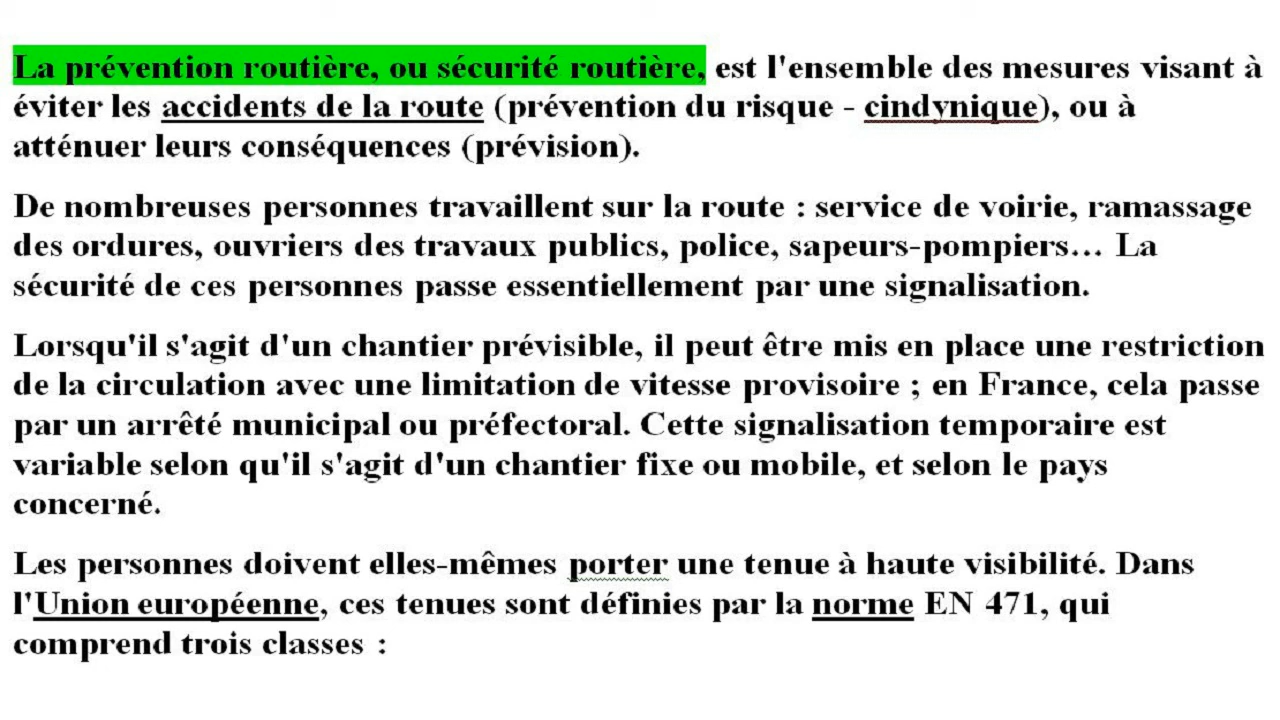 La prévention routière, ou sécurité routière, est l'ensemble des mesures visant à
éviter les accidents de la route (prévention du risque - cindynique), ou à
atténuer leurs conséquences (prévision).
De nombreuses personnes travaillent sur la route : service de voirie, ramassage
des ordures, ouvriers des travaux publics, police, sapeurs-pompiers… La
sécurité de ces personnes passe essentiellement par une signalisation.
Lorsqu'il s'agit d'un chantier prévisible, il peut être mis en place une restriction
de la circulation avec une limitation de vitesse provisoire ; en France, cela passe
par un arrêté municipal ou préfectoral. Cette signalisation temporaire est
variable selon qu'il s'agit d'un chantier fixe ou mobile, et selon le pays
concerné.
Les personnes doivent elles-mêmes porter une tenue à haute visibilité. Dans
l'Union européenne, ces tenues sont définies par la norme EN 471, qui
comprend trois classes :